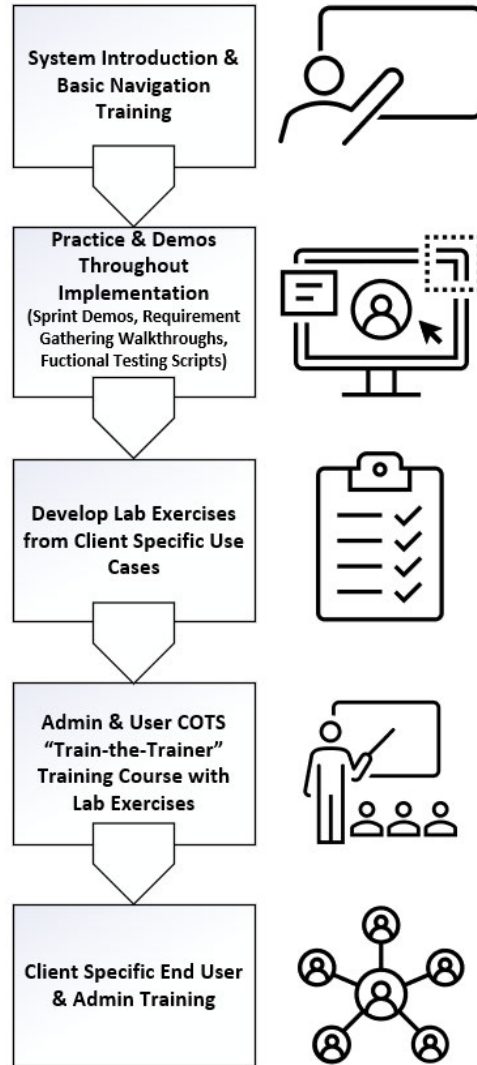 System Introduction &
Basic Navigation
Training
Practice & Demos
Throughout
Implementation
(Sprint Demos, Requirement
Gathering Walkthroughs,
Fuctional Testing Scripts)
Develop Lab Exercises
from Client Specific Use
Cases
Admin & User COTS
“Train-the-Trainer”
Training Course with
Lab Exercises
Client Specific End User
& Admin Training